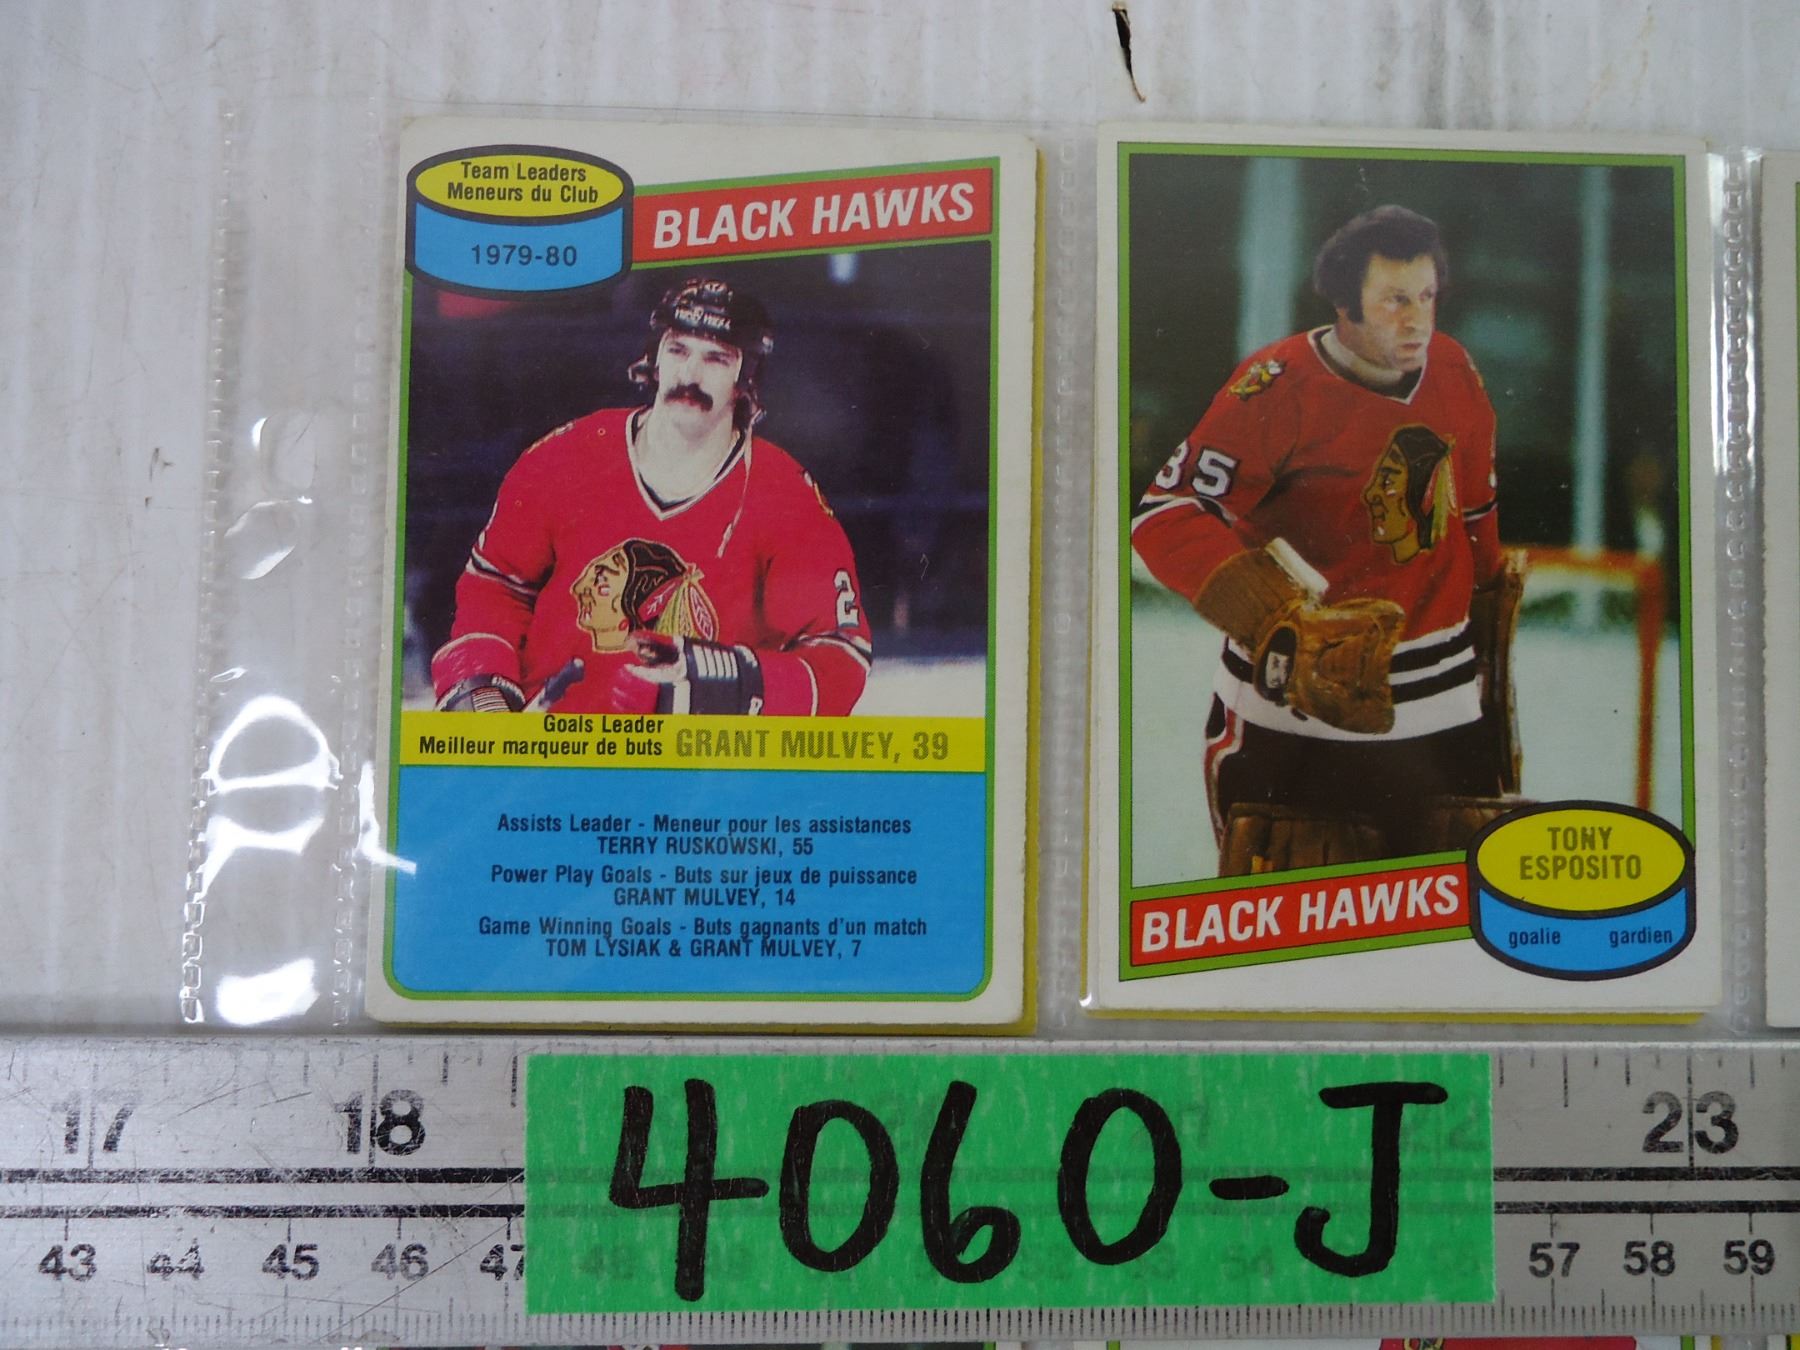 Team Leaders
Meneurs du Club
1979-80
BLACK HAWKS
2
Goals Leader
Meilleur marqueur de buts
GRANT MULVEY, 39
Assists Leader - Meneur pour les assistances
TERRY RUSKOWSKI, 55
Power Play Goals - Buts sur jeux de puissance
GRANT MULVEY, 14
Game Winning Goals - Buts gagnants d'un match
TOM LYSIAK & GRANT MULVEY, 7
35
BLACK HAWKS
TONY
ESPOSITO
goalie gardien
17 18 23
4060-J
43 44 45 46 47 57 58 59